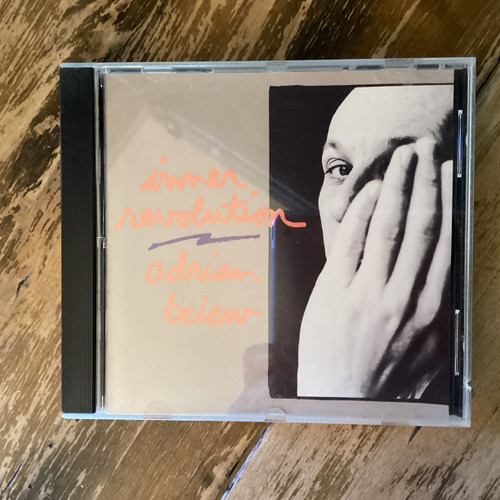 inner
revolution
adrian
belew